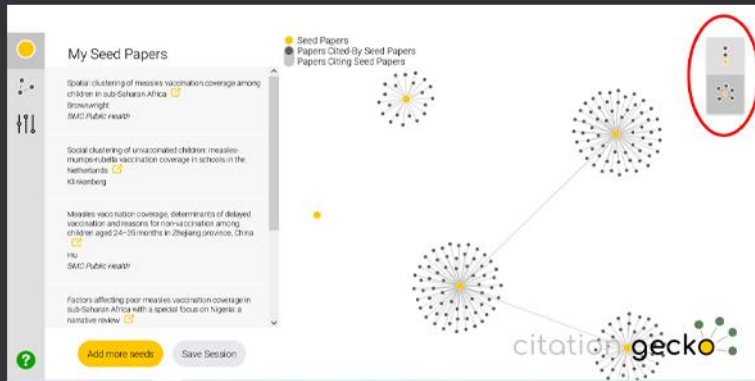 My Seed Papers
Spatial clustering of measles vaccination coverage among
children in sub-Saharan Africa
Brownwright
BMC Public Health
Social clustering of unvaccinated children: measles-
mumps-rubella vaccination coverage in schools in the
Netherlands
Klinkenberg
Measles vaccination coverage, determinants of delayed
vaccination and reasons for non-vaccination among
children aged 24–35 months in Zhejiang province, China
Hu
BMC Public Health
Factors affecting poor measles vaccination coverage in
sub-Saharan Africa with a special focus on Nigeria: a
narrative review
Add more seeds
Save Session
?
Seed Papers
Papers Cited-By Seed Papers
Papers Citing Seed Papers
citation gecko